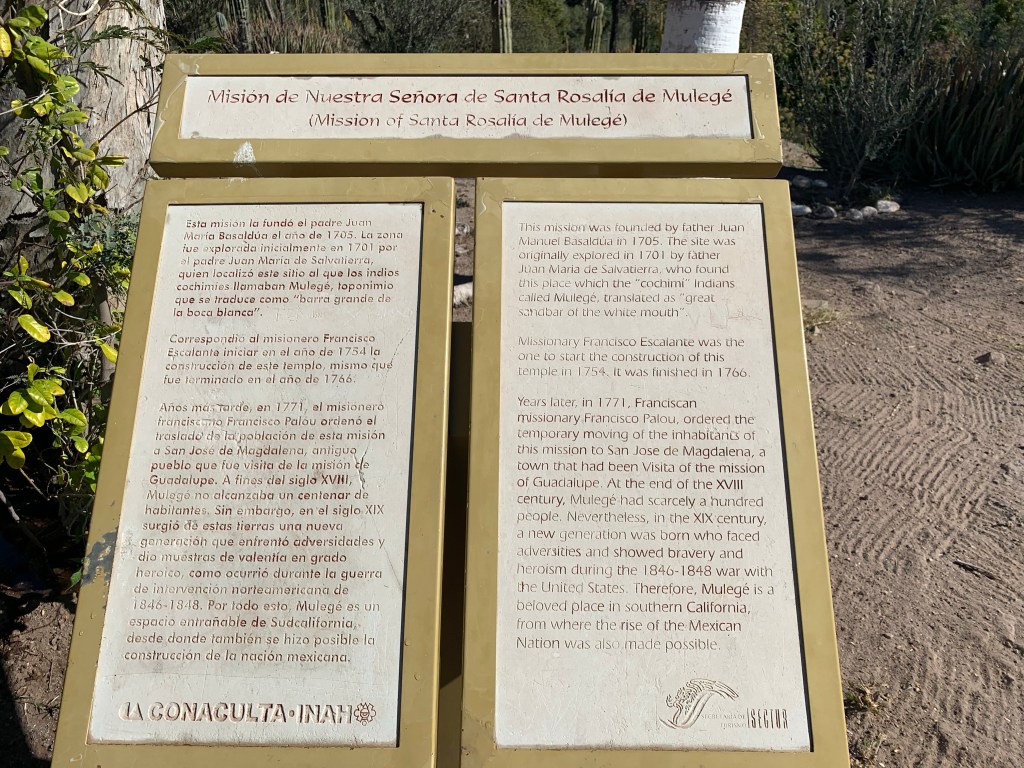 Misión de Nuestra Señora de Santa Rosalía de Mulegé
(Mission of Santa Rosalía de Mulegé)
Esta misión la fundó el padre Juan
María Basaldúa el año de 1705. La zona
fue explorada inicialmente en 1701 por
el padre Juan María de Salvatierra,
quien localizó este sitio al que los indios
cochimíes llamaban Mulegé, toponimio
que se traduce como "barra grande de
la boca blanca".
Correspondió al misionero Francisco
Escalante iniciar en el año de 1754 la
construcción de este templo, mismo que
fue terminado en el año de 1766.
Años más tarde, en 1771, el misionero
franciscano Francisco Palou ordenó el
traslado de la población de esta misión
a San José de Magdalena, antiguo
pueblo que fue visita de la misión de
Guadalupe. A fines del siglo XVIII,
Mulegé no alcanzaba un centenar de
habitantes. Sin embargo, en el siglo XIX
surgió de estas tierras una nueva
generación que enfrentó adversidades y
dio muestras de valentía en grado
heroico, como ocurrió durante la guerra
de intervención norteamericana de
1846-1848. Por todo esto, Mulegé es un
espacio entrañable de Sudcalifornia,
desde donde también se hizo posible la
construcción de la nación mexicana.
CONACULTA·INAH
This mission was founded by father Juan
Manuel Basaldúa in 1705. The site was
originally explored in 1701 by father
Juan Maria de Salvatierra, who found
this place which the "cochimi" Indians
called Mulegé, translated as "great
sandbar of the white mouth".
Missionary Francisco Escalante was the
one to start the construction of this
temple in 1754. It was finished in 1766.
Years later, in 1771, Franciscan
missionary Francisco Palou, ordered the
temporary moving of the inhabitants of
this mission to San Jose de Magdalena, a
town that had been Visita of the mission
of Guadalupe. At the end of the XVIII
century, Mulegé had scarcely a hundred
people. Nevertheless, in the XIX century,
a new generation was born who faced
adversities and showed bravery and
heroism during the 1846-1848 war with
the United States. Therefore, Mulegé is a
beloved place in southern California,
from where the rise of the Mexican
Nation was also made possible.
SECRETARÍA DE
TURISMO
SECTUR